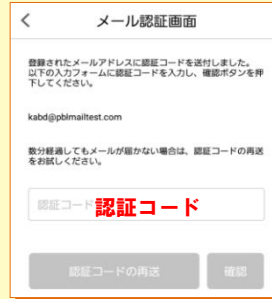 メール認証画面
登録されたメールアドレスに認証コードを送付しました。
以下の入力フォームに認証コードを入力し、確認ボタンを押
下してください。
kabd@pblmailtest.com
数分経過してもメールが届かない場合は、認証コードの再送
をお試しください。
認証コード 認証コード
認証コードの再送 確認